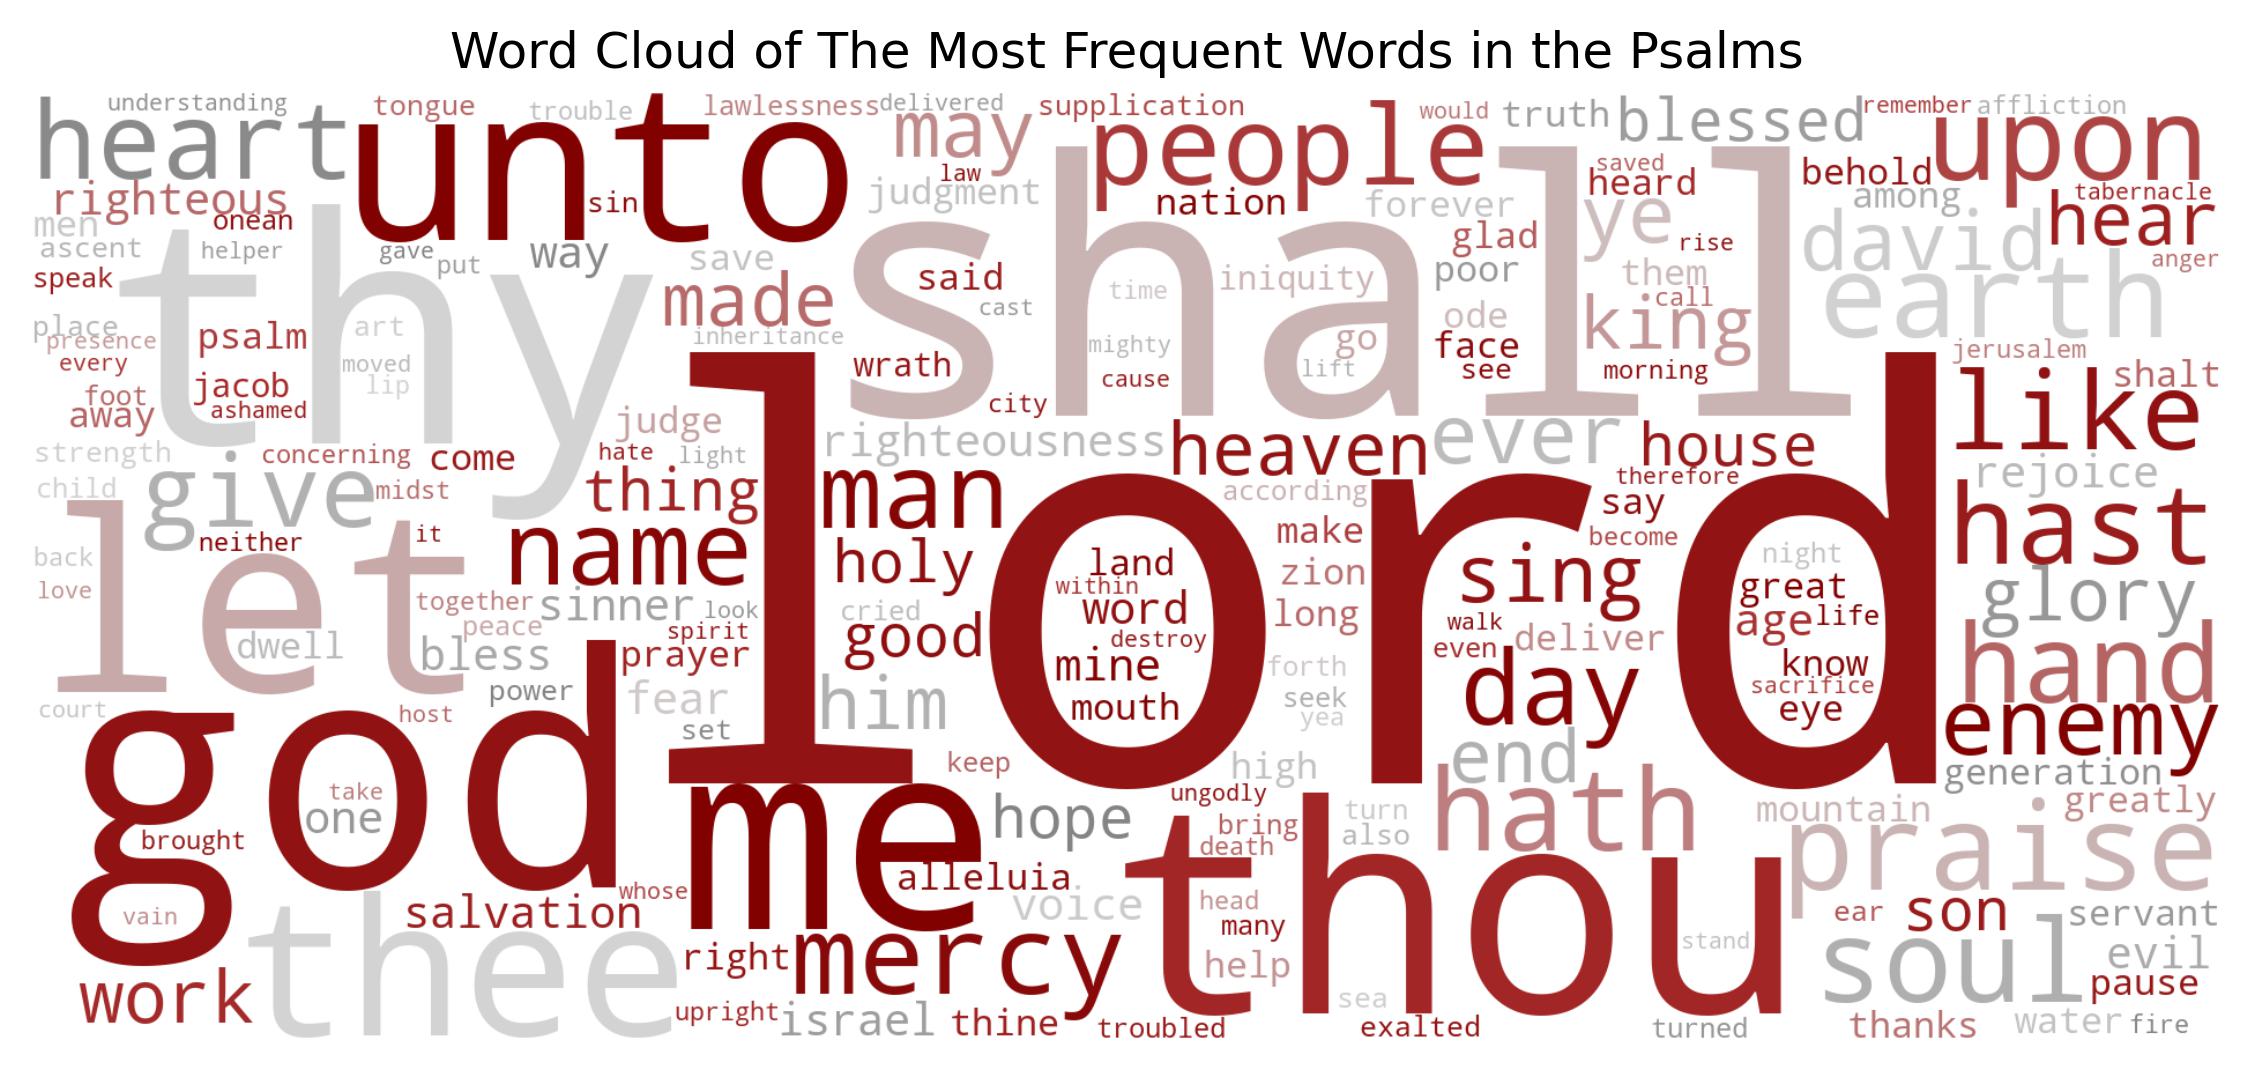 Word Cloud of The Most Frequent Words in the Psalms
understanding tongue trouble lawlessness delivered supplication would truth blessed remember affliction
heart unto may people upon
righteous sin law judgment nation forever saved heard behold among tabernacle
men onean thy shall ye david hear
ascent helper gave put way save glad rise earth anger
speak made said cast time iniquity poor them call
place presence psalm art inheritance mighty ode king jerusalem
every moved wrath go face
foot jacob lip cause lift see morning like shalt
away ashamed judge city
strength concerning come hate light righteousness heaven ever house
child give midst thing man according therefore say rejoice
neither it name lord make become hast
back let holy land zion sing night great
love together sinner look cried within word long age life glory
dwell peace spirit good destroy walk deliver
bless prayer mine even know hand
power fear him mouth forth seek day sacrifice eye
court god host set yea enemy
keep high end generation
take one me hope ungodly turn hath mountain greatly
brought bring also praise
alleluia death thou
vain salvation whose voice head many ear son servant
thee right mercy help stand soul evil
work upright israel thine troubled sea exalted turned thanks pause
water fire